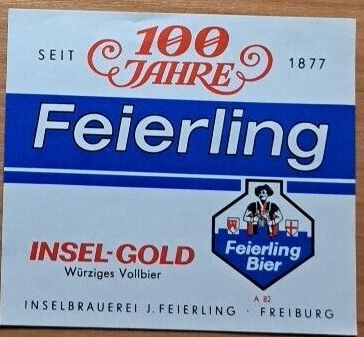 100
SEIT JAHRE 1877
Feierling
INSEL-GOLD
Würziges Vollbier
Feierling
Bier
A 82
INSELBRAUEREI J. FEIERLING · FREIBURG